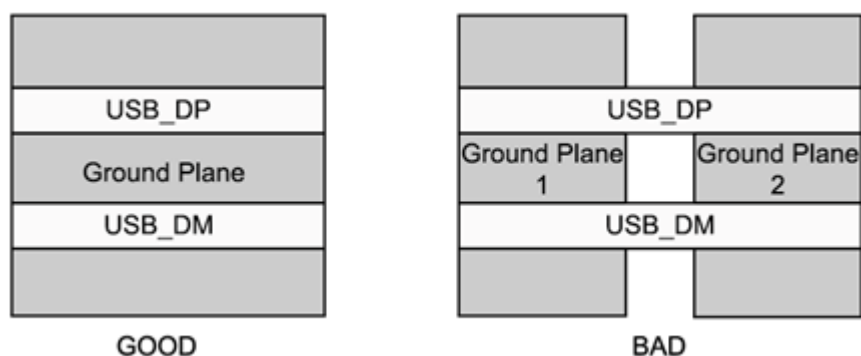 USB_DP
Ground Plane
USB_DM
GOOD
USB_DP
Ground Plane
1
Ground Plane
2
USB_DM
BAD